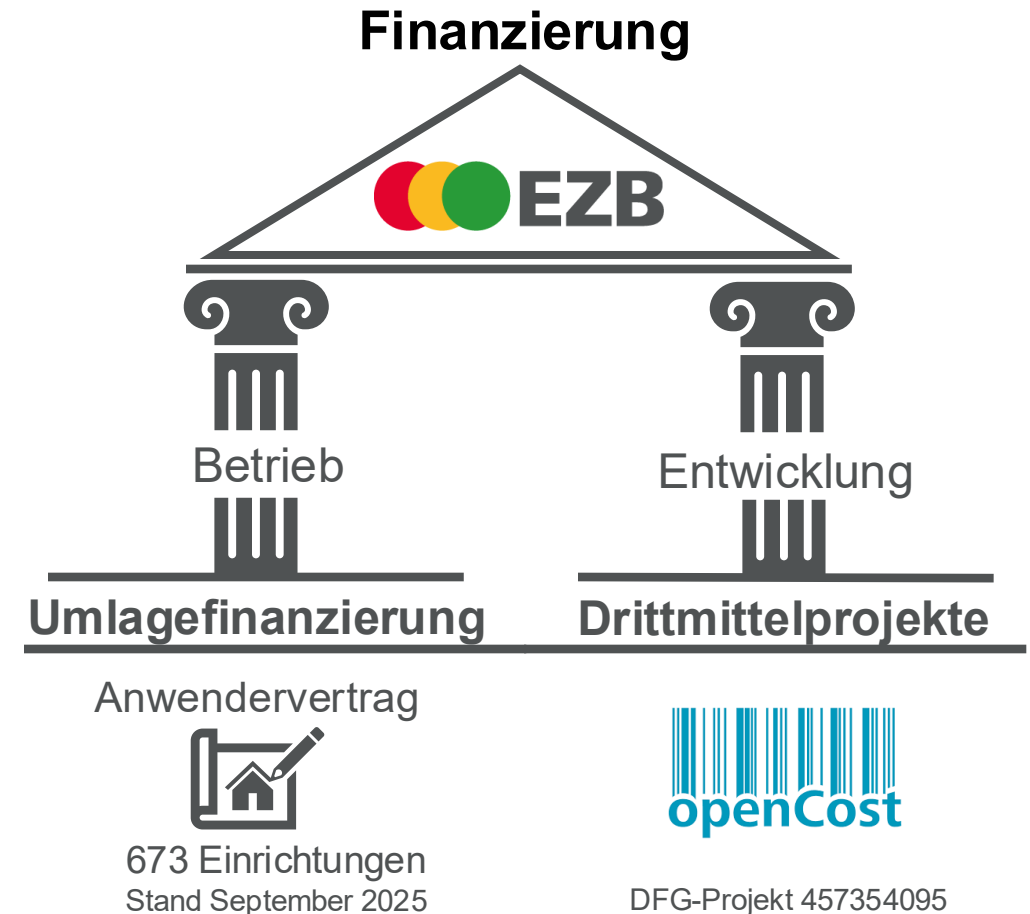 Finanzierung
EZB
Betrieb
Entwicklung
Umlagefinanzierung
Drittmittelprojekte
Anwendervertrag
673 Einrichtungen
Stand September 2025
openCost
DFG-Projekt 457354095